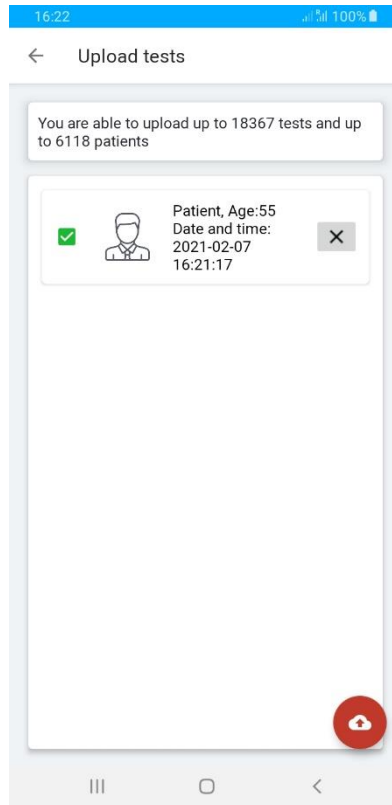 16:22 100%
Upload tests
You are able to upload up to 18367 tests and up
to 6118 patients
Patient, Age:55
Date and time:
2021-02-07
16:21:17